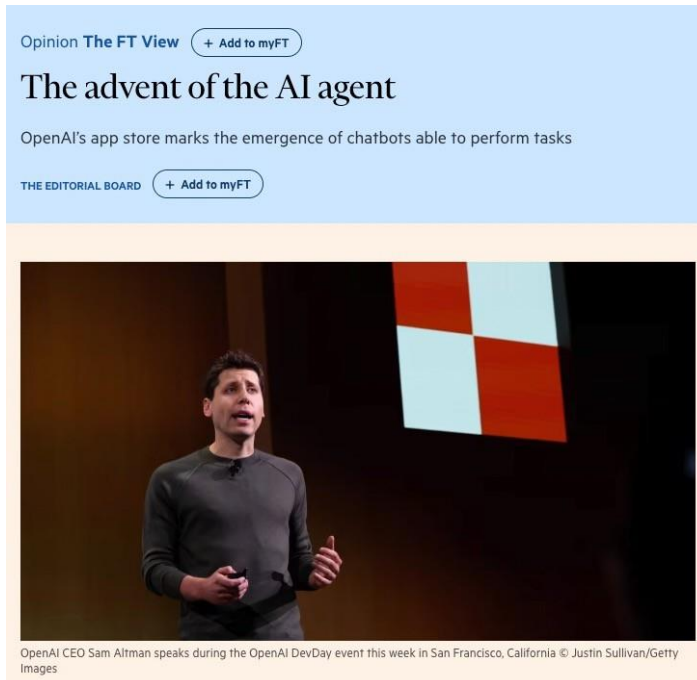 Opinion The FT View + Add to myFT
The advent of the AI agent
OpenAI’s app store marks the emergence of chatbots able to perform tasks
THE EDITORIAL BOARD + Add to myFT
OpenAI CEO Sam Altman speaks during the OpenAI DevDay event this week in San Francisco, California © Justin Sullivan/Getty
Images